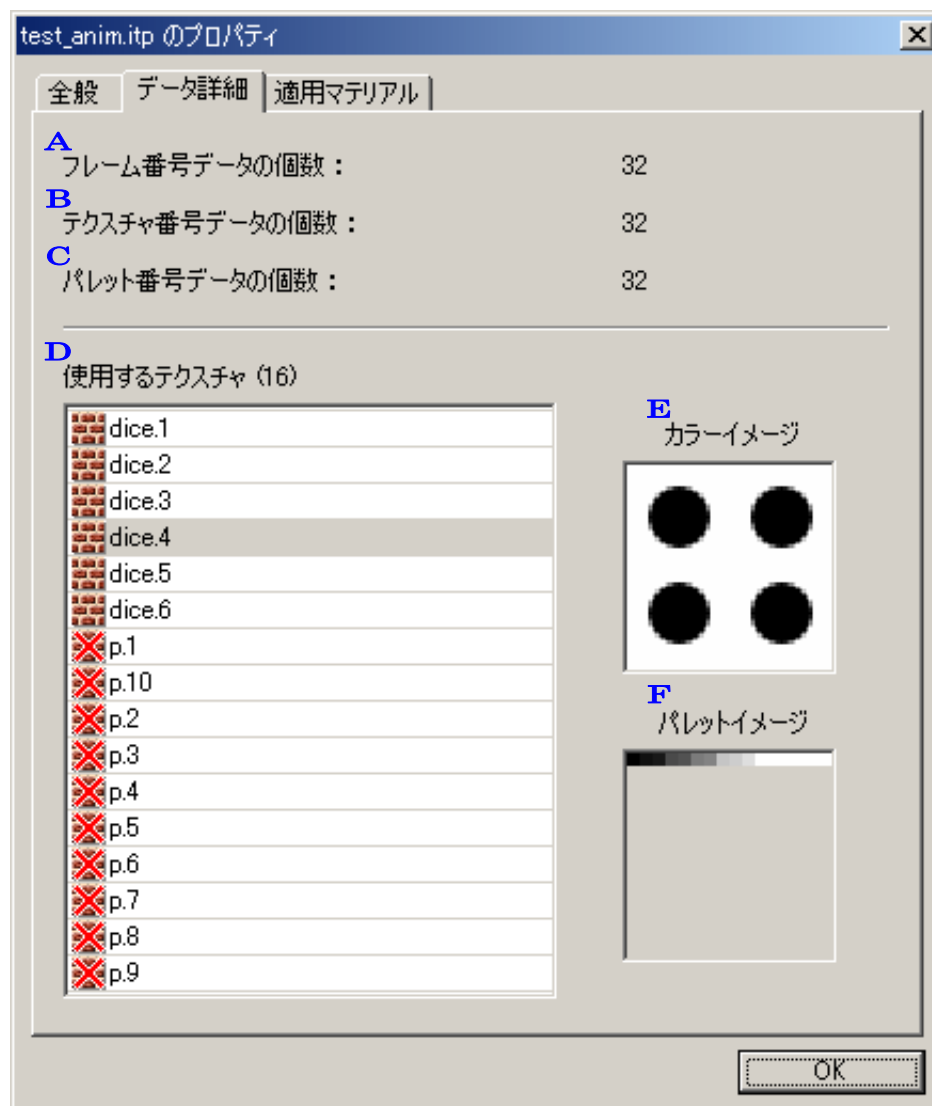 test_anim.itp のプロパティ
全般 データ詳細 適用マテリアル
A
フレーム番号データの個数： 32
B
テクスチャ番号データの個数： 32
C
パレット番号データの個数： 32
D
使用するテクスチャ (16)
dice.1
dice.2
dice.3
dice.4
dice.5
dice.6
p.1
p.10
p.2
p.3
p.4
p.5
p.6
p.7
p.8
p.9
E
カラーイメージ
F
パレットイメージ
OK